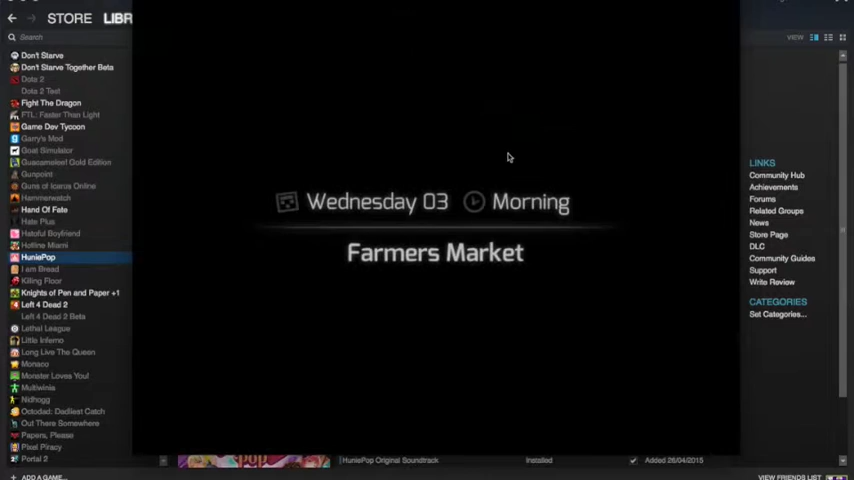 STORE LIBR
Search
VIEW
Don't Starve
Don't Starve Together Beta
Dota 2
Dota 2 Test
Fight The Dragon
FTL: Faster Than Light
Game Dev Tycoon
Garry's Mod
Goat Simulator
Guacamelee! Gold Edition
Gunpoint
Guns of Icarus Online
Hammerwatch
Hand Of Fate
Hate Plus
Hatoful Boyfriend
Hotline Miami
HuniePop
I am Bread
Killing Floor
Knights of Pen and Paper +1
Left 4 Dead 2
Left 4 Dead 2 Beta
Lethal League
Little Inferno
Long Live The Queen
Monaco
Monster Loves You!
Multiwinia
Nidhogg
Octodad: Dadliest Catch
Out There Somewhere
Papers, Please
Pixel Piracy
Portal 2
ADD A GAME...
Wednesday 03 Morning
Farmers Market
LINKS
Community Hub
Achievements
Forums
Related Groups
News
Store Page
DLC
Community Guides
Support
Write Review
CATEGORIES
Set Categories...
HuniePop Original Soundtrack Installed Added 26/04/2015
VIEW FRIENDS LIST